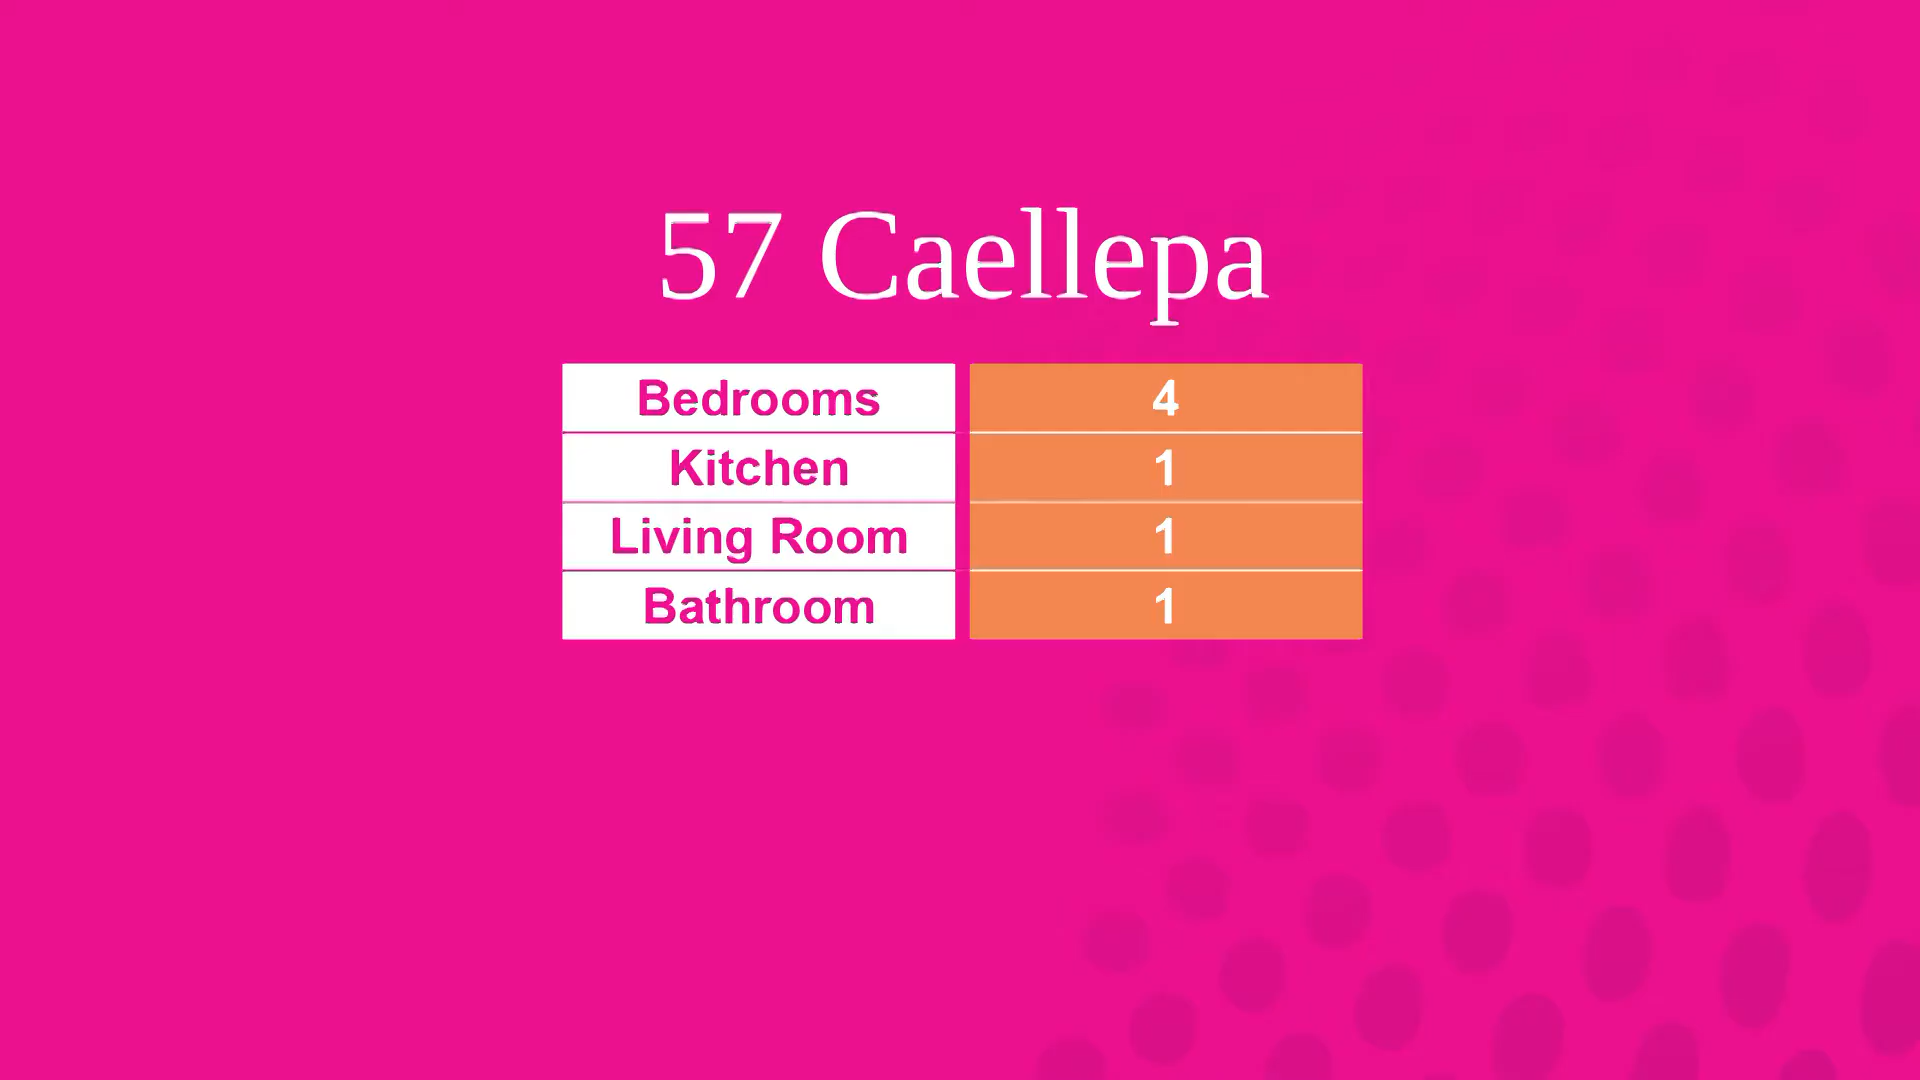 57 Caellepa
Bedrooms 4
Kitchen 1
Living Room 1
Bathroom 1